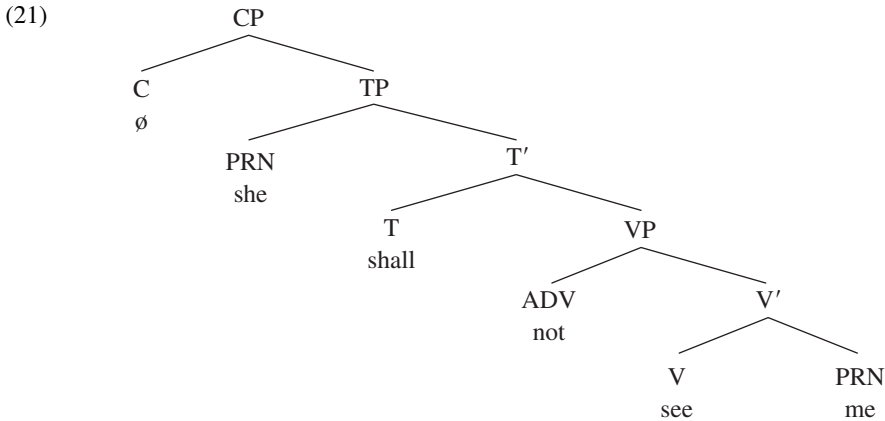 (21) CP
C TP
ø
PRN T′
she
T VP
shall
ADV V′
not
V PRN
see me